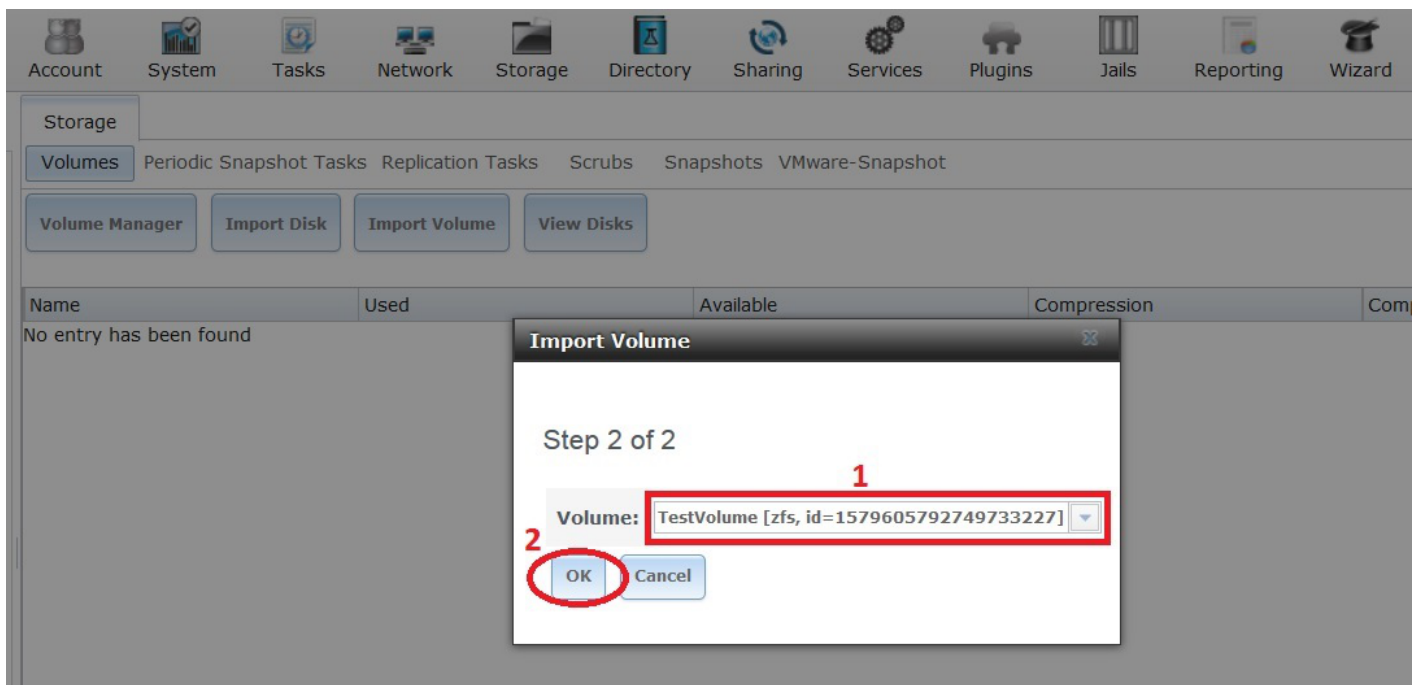 Account System Tasks Network Storage Directory Sharing Services Plugins Jails Reporting Wizard
Storage
Volumes Periodic Snapshot Tasks Replication Tasks Scrubs Snapshots VMware-Snapshot
Volume Manager Import Disk Import Volume View Disks
Name Used Available Compression Comp
No entry has been found
Import Volume
Step 2 of 2
1
Volume: TestVolume [zfs, id=1579605792749733227]
2
OK Cancel